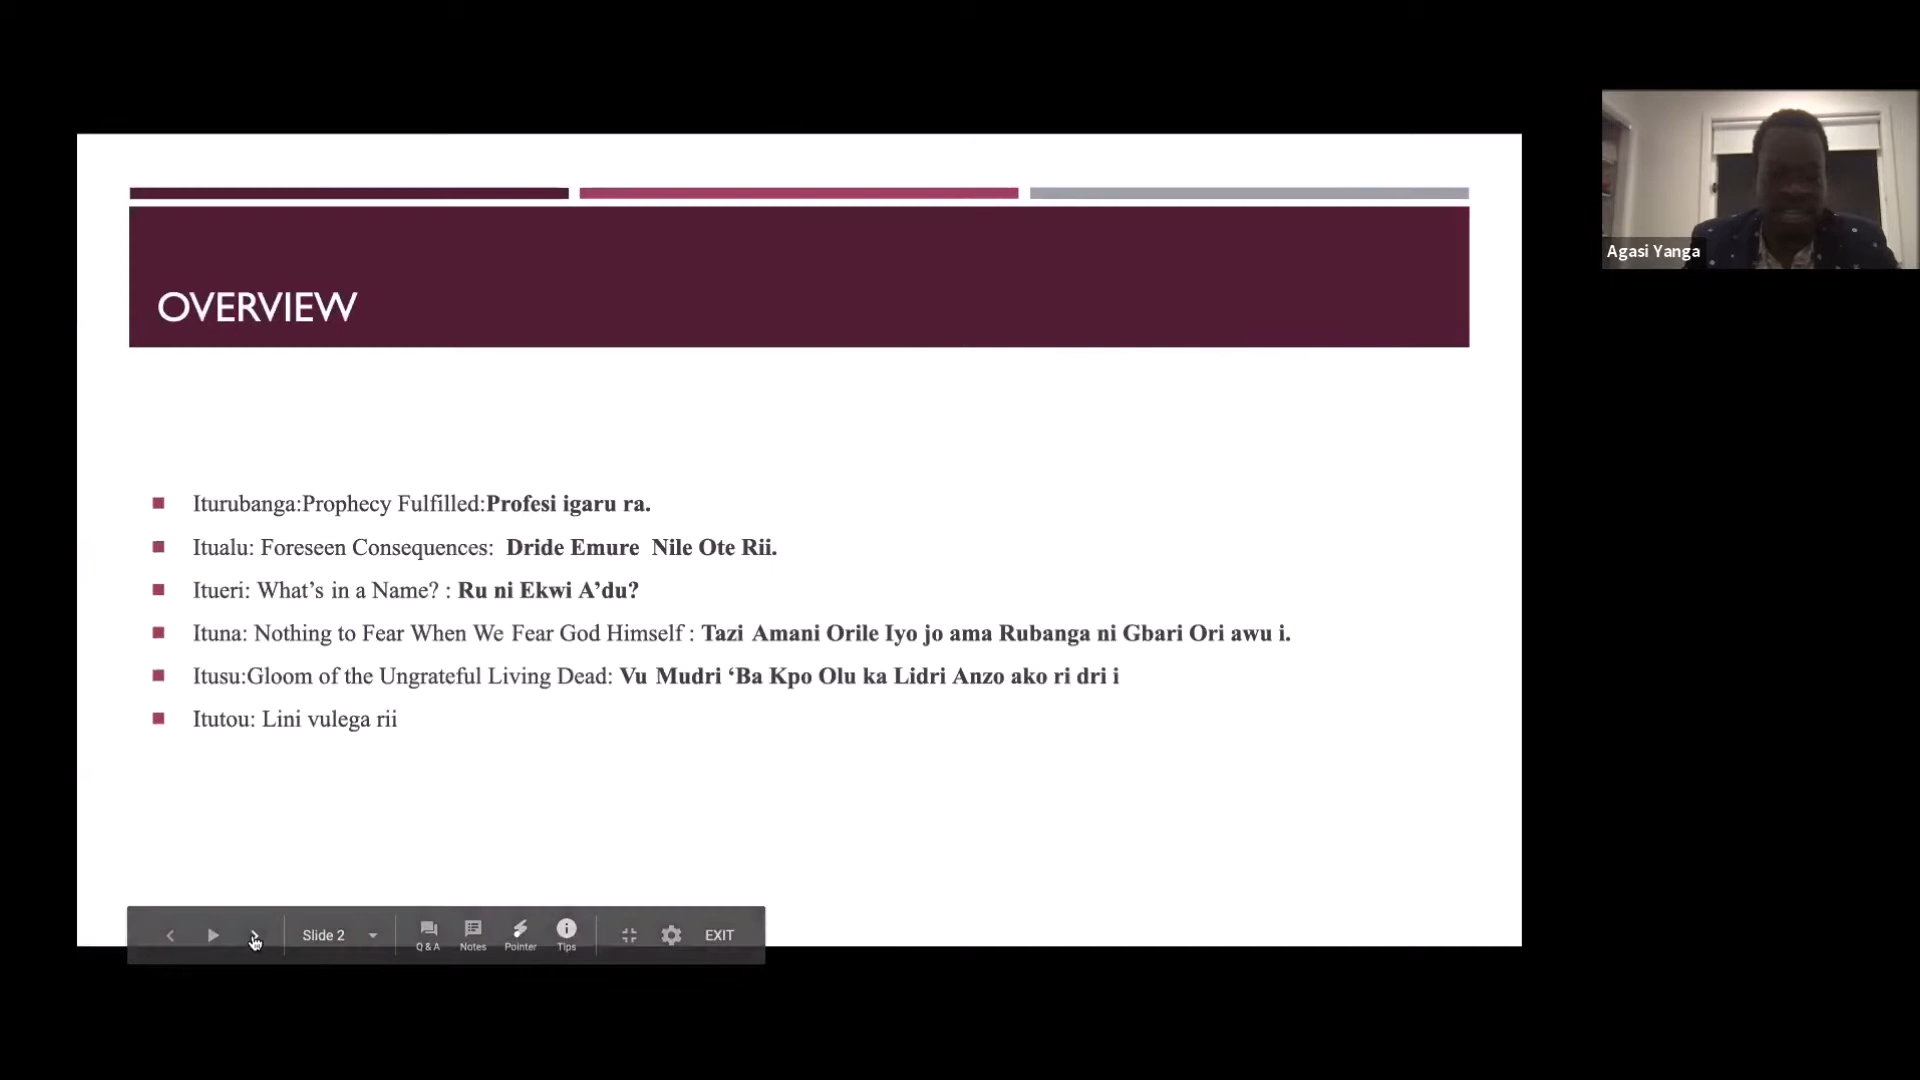 Agasi Yanga
OVERVIEW
Iturubanga:Prophecy Fulfilled:Profesi igaru ra.
Itualu: Foreseen Consequences: Dride Emure Nile Ote Rii.
Itueri: What’s in a Name? : Ru ni Ekwi A’du?
Ituna: Nothing to Fear When We Fear God Himself : Tazi Amani Orile Iyo jo ama Rubanga ni Gbari Ori awu i.
Itusu:Gloom of the Ungrateful Living Dead: Vu Mudri ‘Ba Kpo Olu ka Lidri Anzo ako ri dri i
Itutou: Lini vulega rii
Slide 2
Q & A
Notes
Pointer
Tips
EXIT